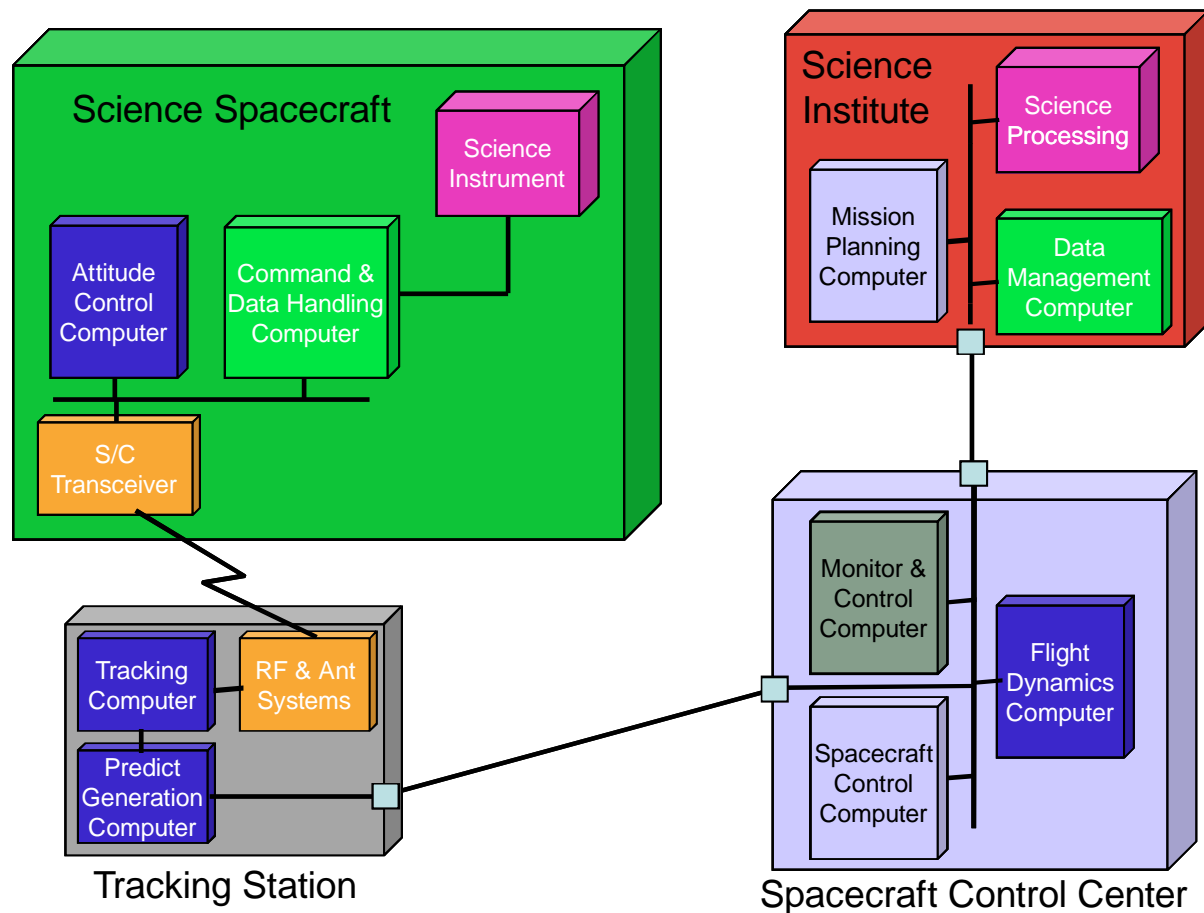 Science Spacecraft
Science
Instrument
Attitude
Control
Computer
Command &
Data Handling
Computer
S/C
Transceiver
Science
Institute
Science
Processing
Mission
Planning
Computer
Data
Management
Computer
Tracking
Computer
RF & Ant
Systems
Predict
Generation
Computer
Tracking Station
Monitor &
Control
Computer
Flight
Dynamics
Computer
Spacecraft
Control
Computer
Spacecraft Control Center